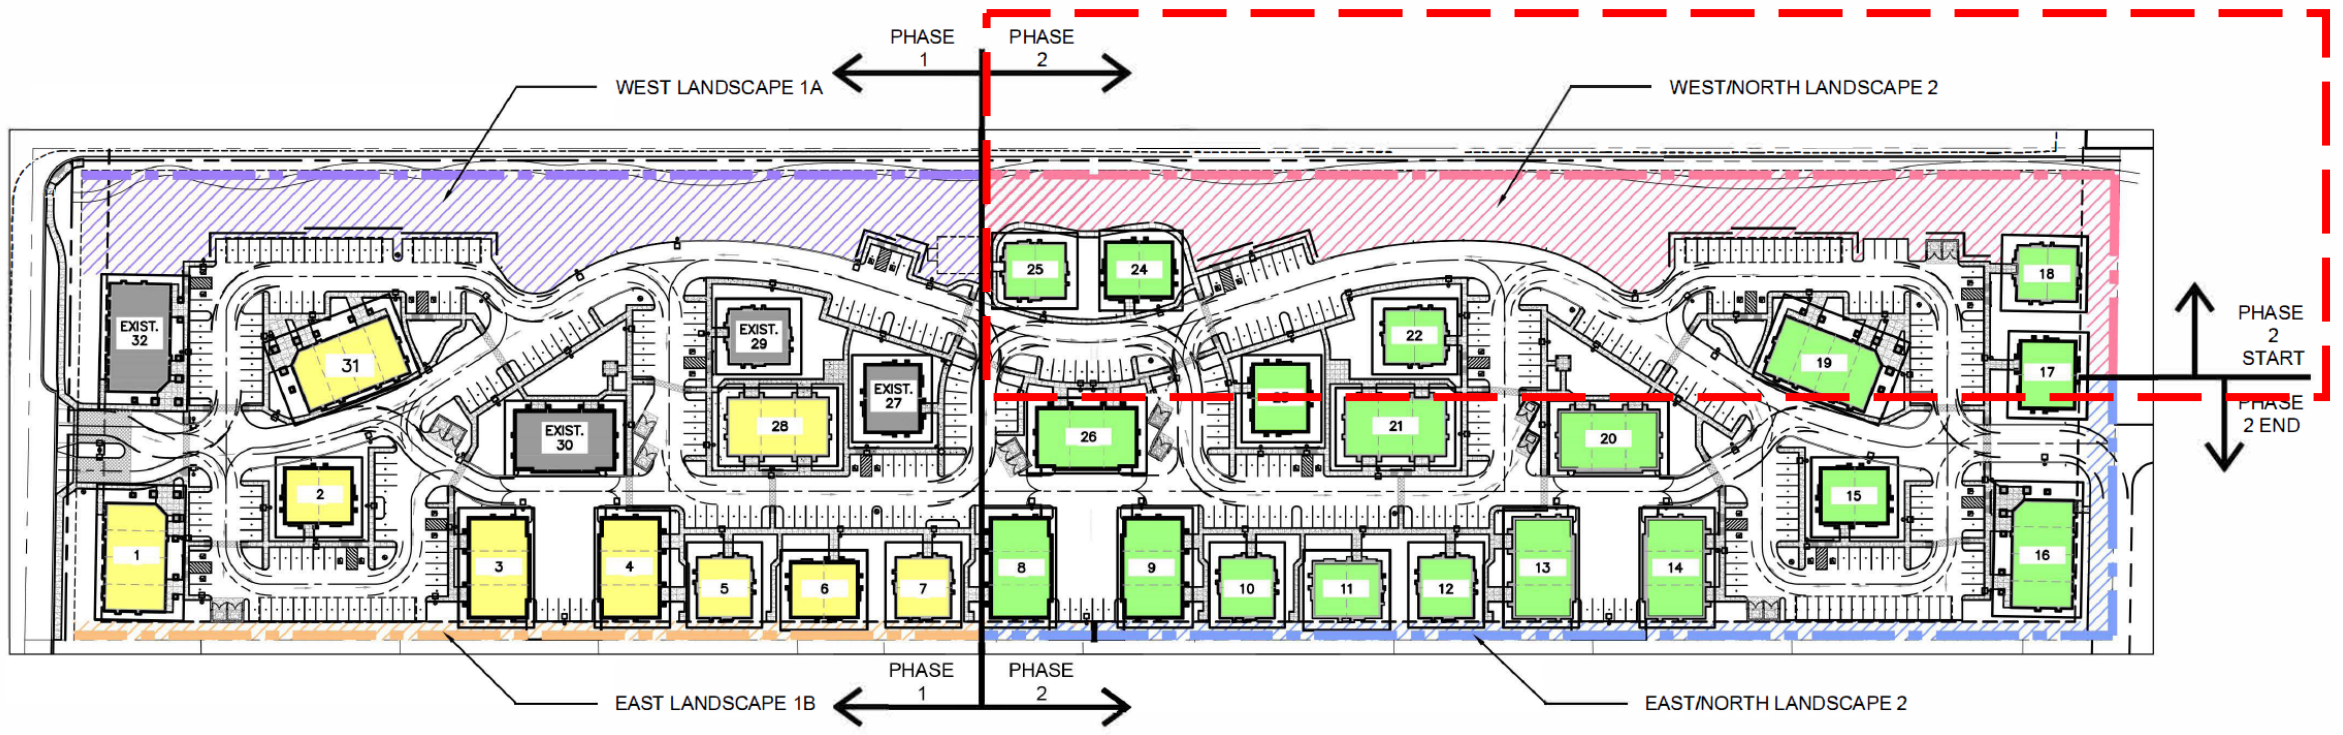 PHASE
1
PHASE
2
WEST LANDSCAPE 1A
WEST/NORTH LANDSCAPE 2
25
24
18
EXIST.
32
EXIST.
29
22
31
19
17
PHASE
2
START
EXIST.
27
PHASE
2 END
EXIST.
30
28
26
21
20
2
15
1
3
4
5
6
7
8
9
10
11
12
13
14
16
PHASE
1
PHASE
2
EAST LANDSCAPE 1B
EAST/NORTH LANDSCAPE 2